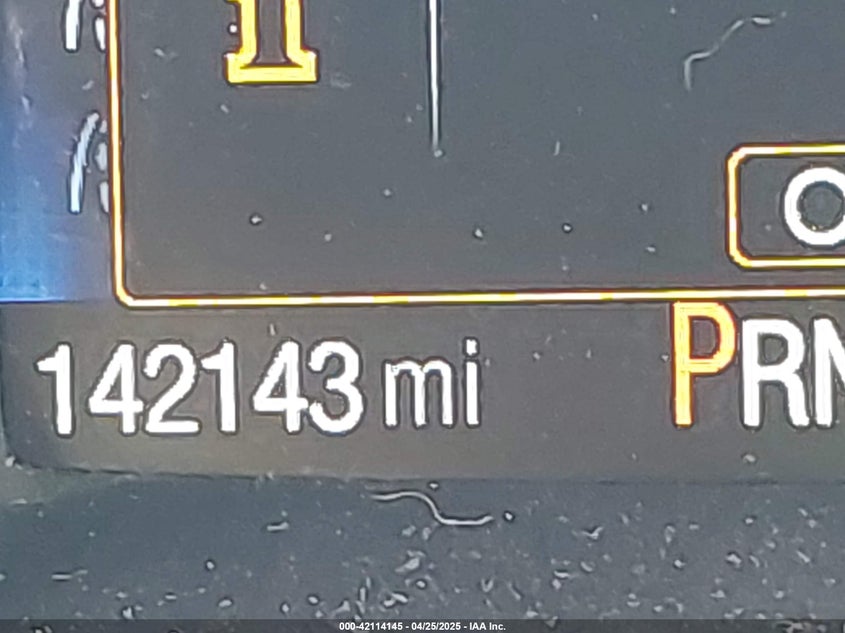 142143 mi PRN
000-42114145 - 04/25/2025 - IAA Inc.